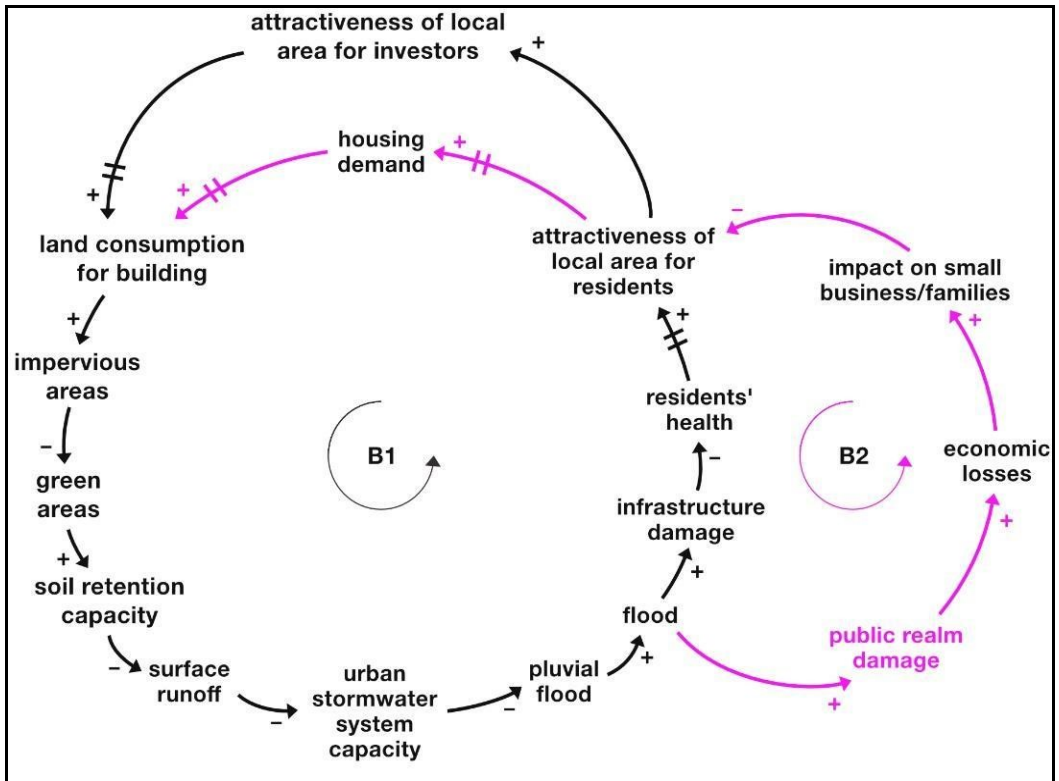 attractiveness of local
area for investors
+
housing
demand
+
+
+
land consumption
for building
attractiveness of
local area for
residents
−
impact on small
business/families
+
+
+
impervious
areas
residents'
health
−
B1
B2
economic
losses
−
green
areas
infrastructure
damage
+
+
+
soil retention
capacity
flood
public realm
damage
−
surface
runoff
−
urban
stormwater
system
capacity
−
pluvial
flood
+
+